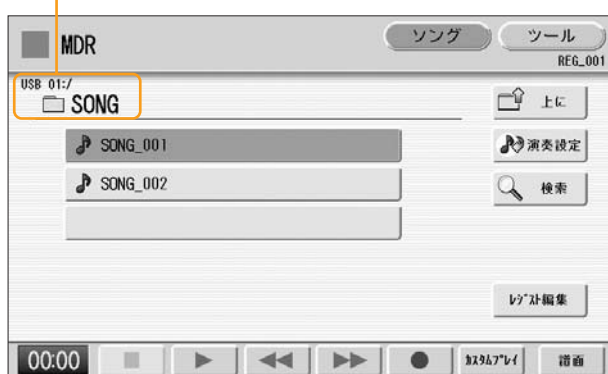 MDR
ソング
ツール
REG_001
USB 01:/
SONG
上に
SONG_001
演奏設定
SONG_002
検索
ﾚｼﾞｽﾄ編集
00:00
ｶｽﾀﾑﾌﾟﾚｲ
譜面